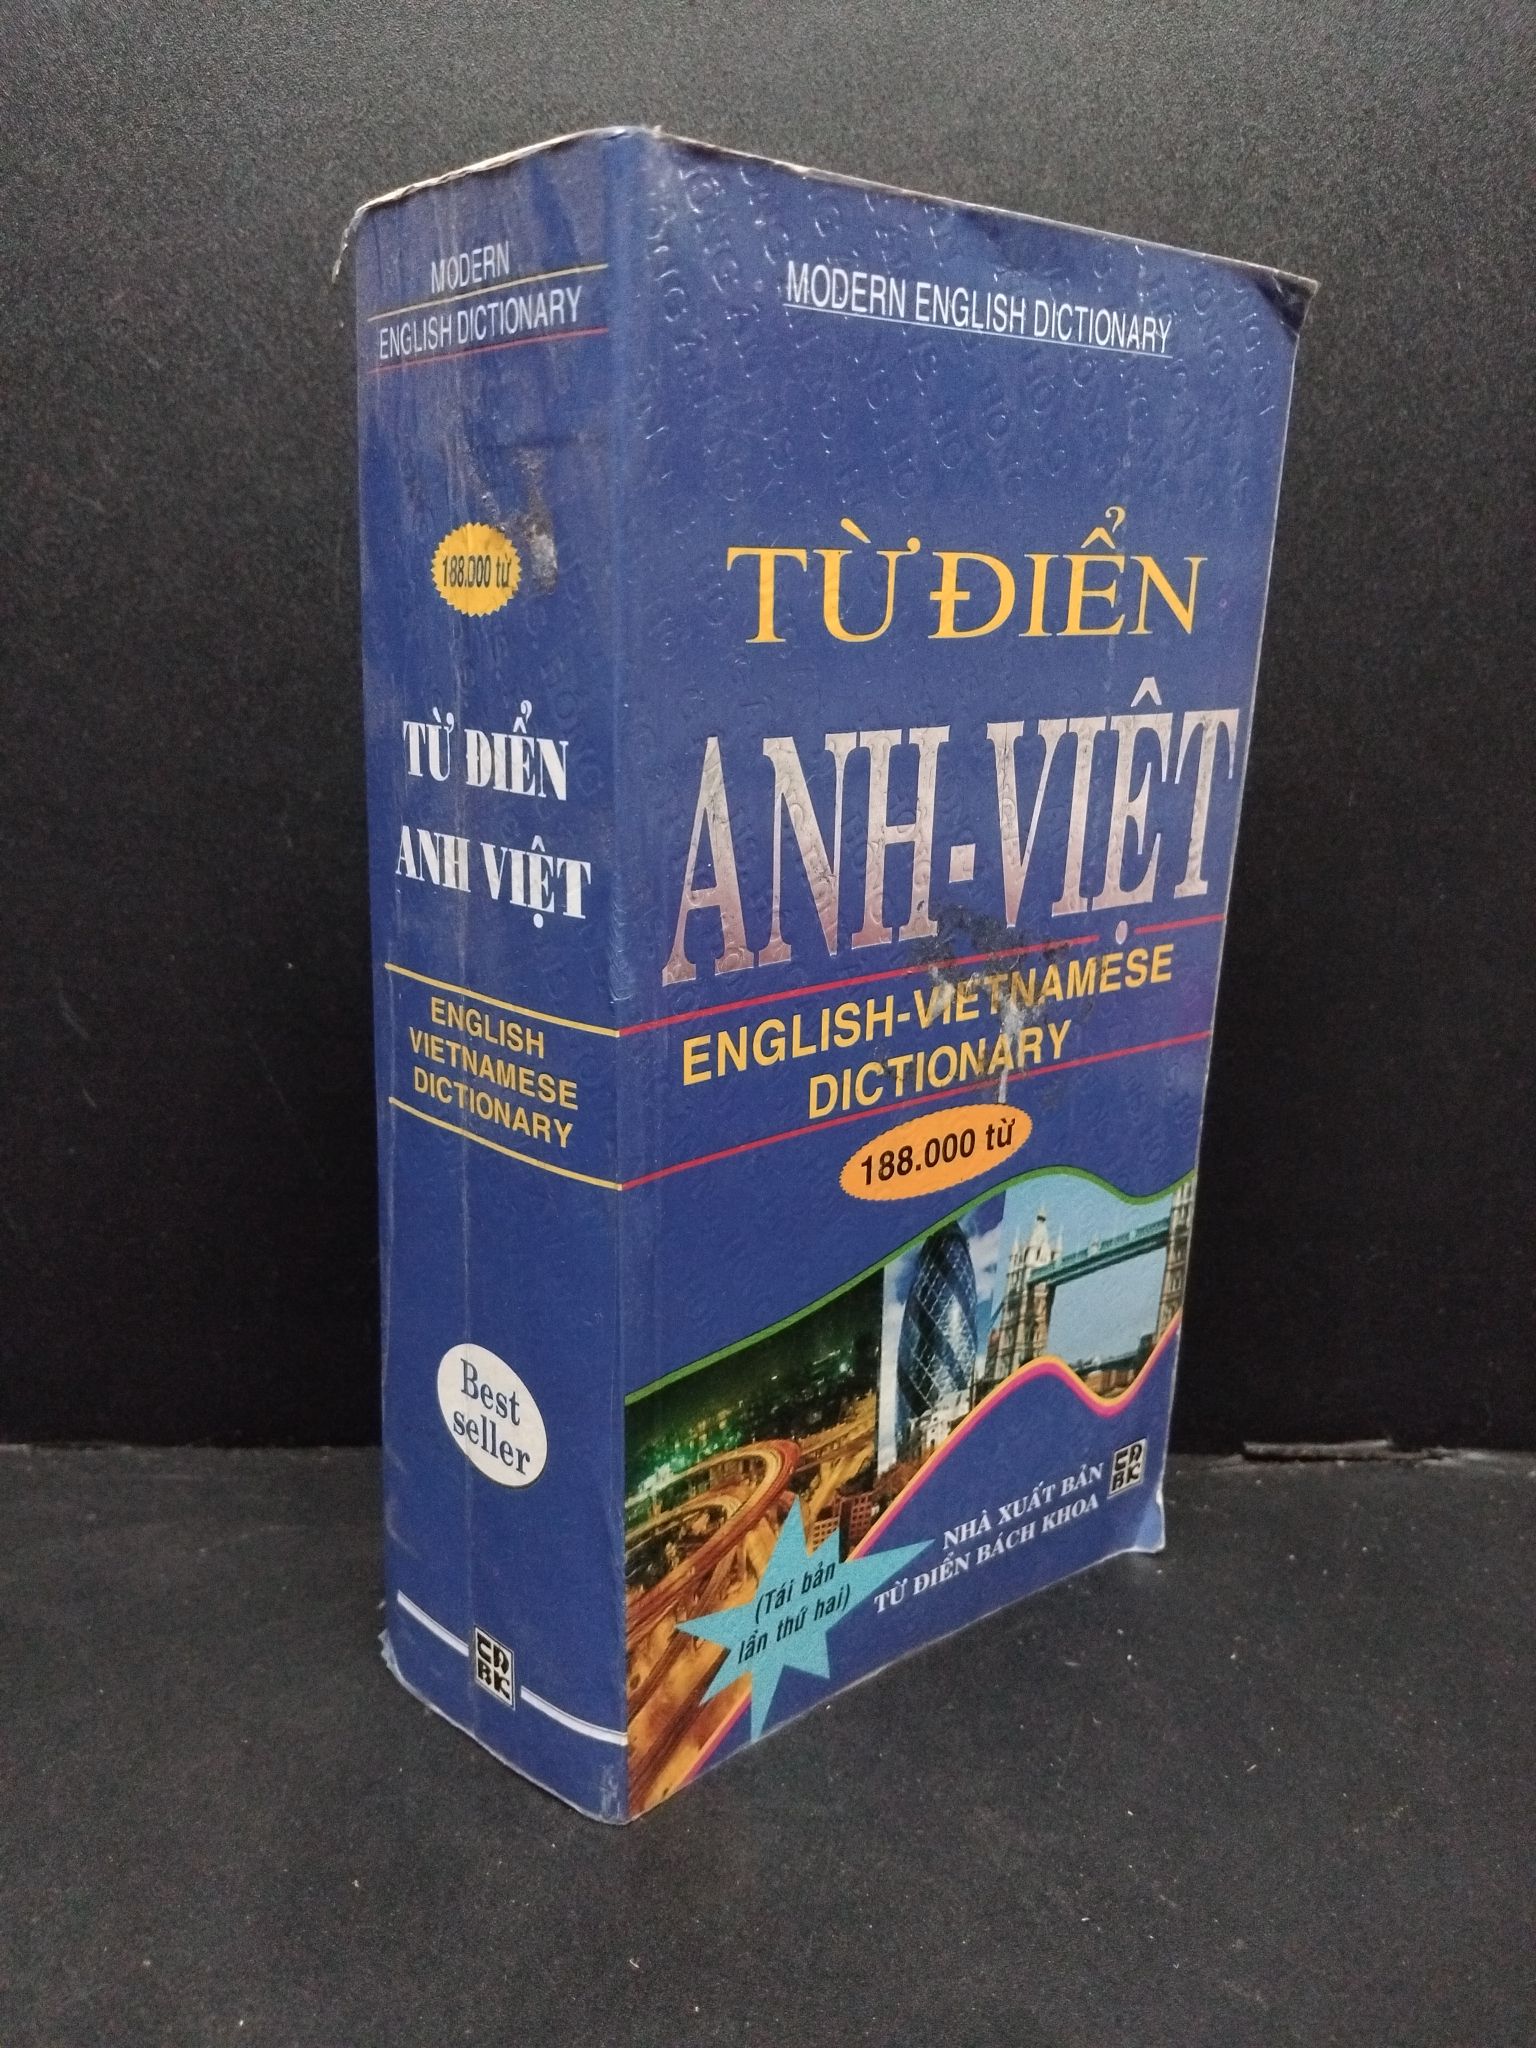 MODERN
ENGLISH DICTIONARY
188.000 từ
TỪ ĐIỂN
ANH VIỆT
ENGLISH
VIETNAMESE
DICTIONARY
Best
seller
MODERN ENGLISH DICTIONARY
TỪ ĐIỂN
ANH-VIỆT
ENGLISH-VIETNAMESE
DICTIONARY
188.000 từ
(Tái bản
lần thứ hai)
NHÀ XUẤT BẢN
TỪ ĐIỂN BÁCH KHOA